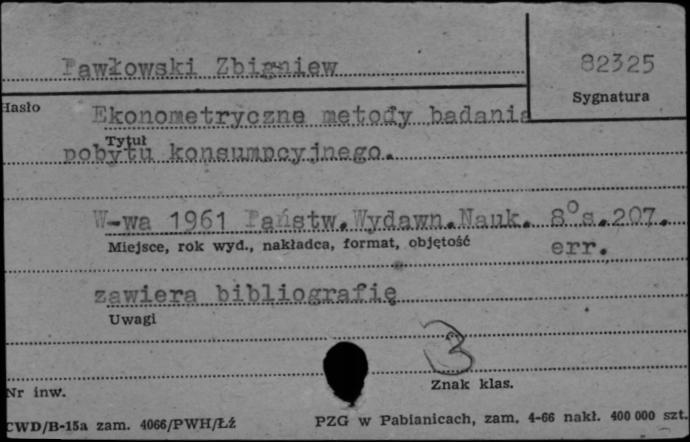 Pawłowski Zbigniew
82325
Hasło
Sygnatura
Ekonometryczne metody badania
Tytuł
pobytu konsumpcyjnego.
W-wa 1961 Państw.Wydawn.Nauk. 8°s.207.
Miejsce, rok wyd., nakładca, format, objętość
err.
zawiera bibliografię
Uwagi
3
Znak klas.
Nr inw.
CWD/B-15a zam. 4066/PWH/Łź
PZG w Pabianicach, zam. 4-66 nakł. 400 000 szt.